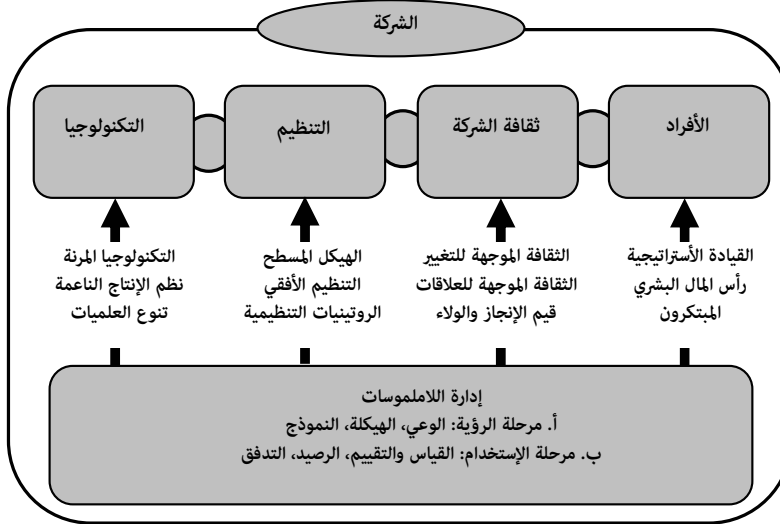 الشركة
الأفراد
ثقافة الشركة
التنظيم
التكنولوجيا
القيادة الأستراتيجية
رأس المال البشري
المبتكرون
الثقافة الموجهة للتغيير
الثقافة الموجهة للعلاقات
قيم الإنجاز والولاء
الهيكل المسطح
التنظيم الأفقي
الروتينيات التنظيمية
التكنولوجيا المرنة
نظم الإنتاج الناعمة
تنوع العلميات
إدارة اللاملموسات
أ. مرحلة الرؤية: الوعي، الهيكلة، النموذج
ب. مرحلة الإستخدام: القياس والتقييم، الرصيد، التدفق